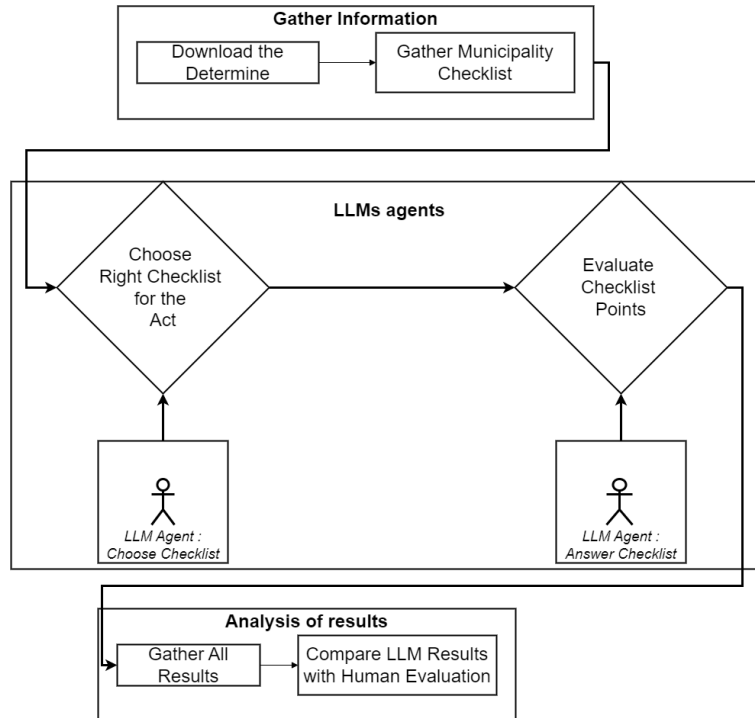 Gather Information
Download the
Determine
Gather Municipality
Checklist
LLMs agents
Choose
Right Checklist
for the
Act
Evaluate
Checklist
Points
LLM Agent :
Choose Checklist
LLM Agent :
Answer Checklist
Analysis of results
Gather All
Results
Compare LLM Results
with Human Evaluation